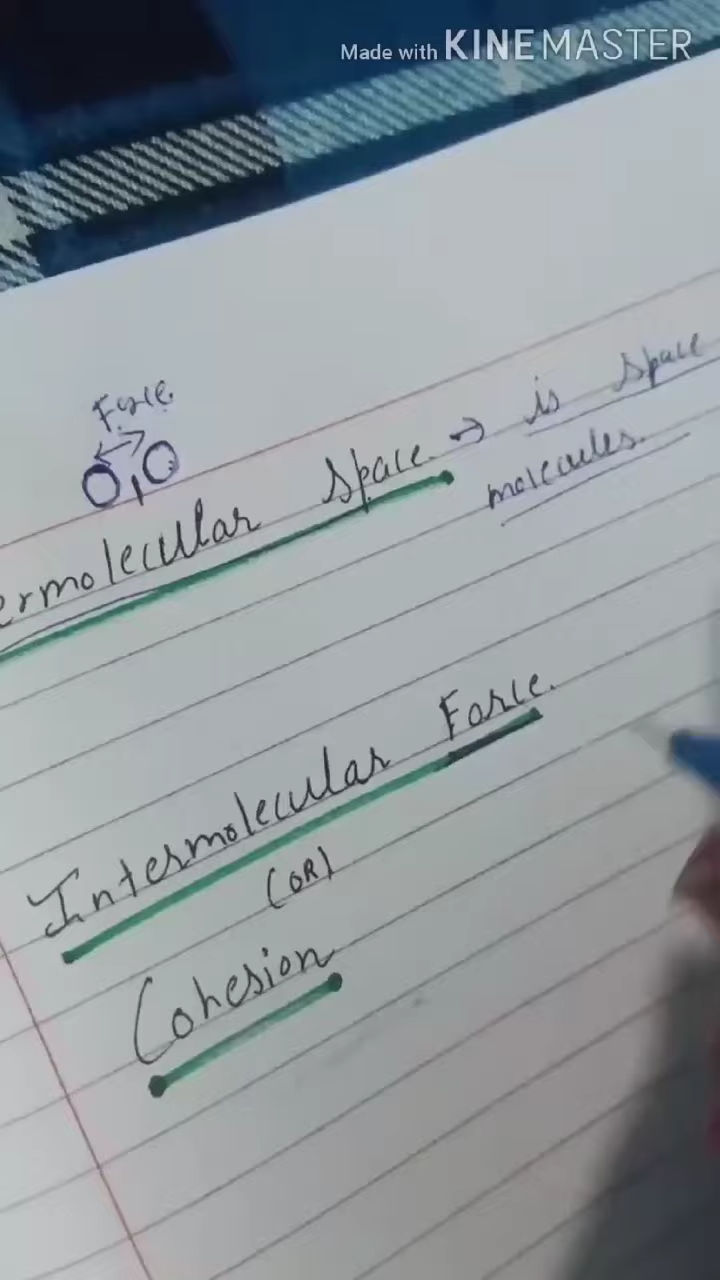 Made with KINEMASTER
Force
ermolecular space → is space
molecules.
Intermolecular Force.
(OR)
Cohesion